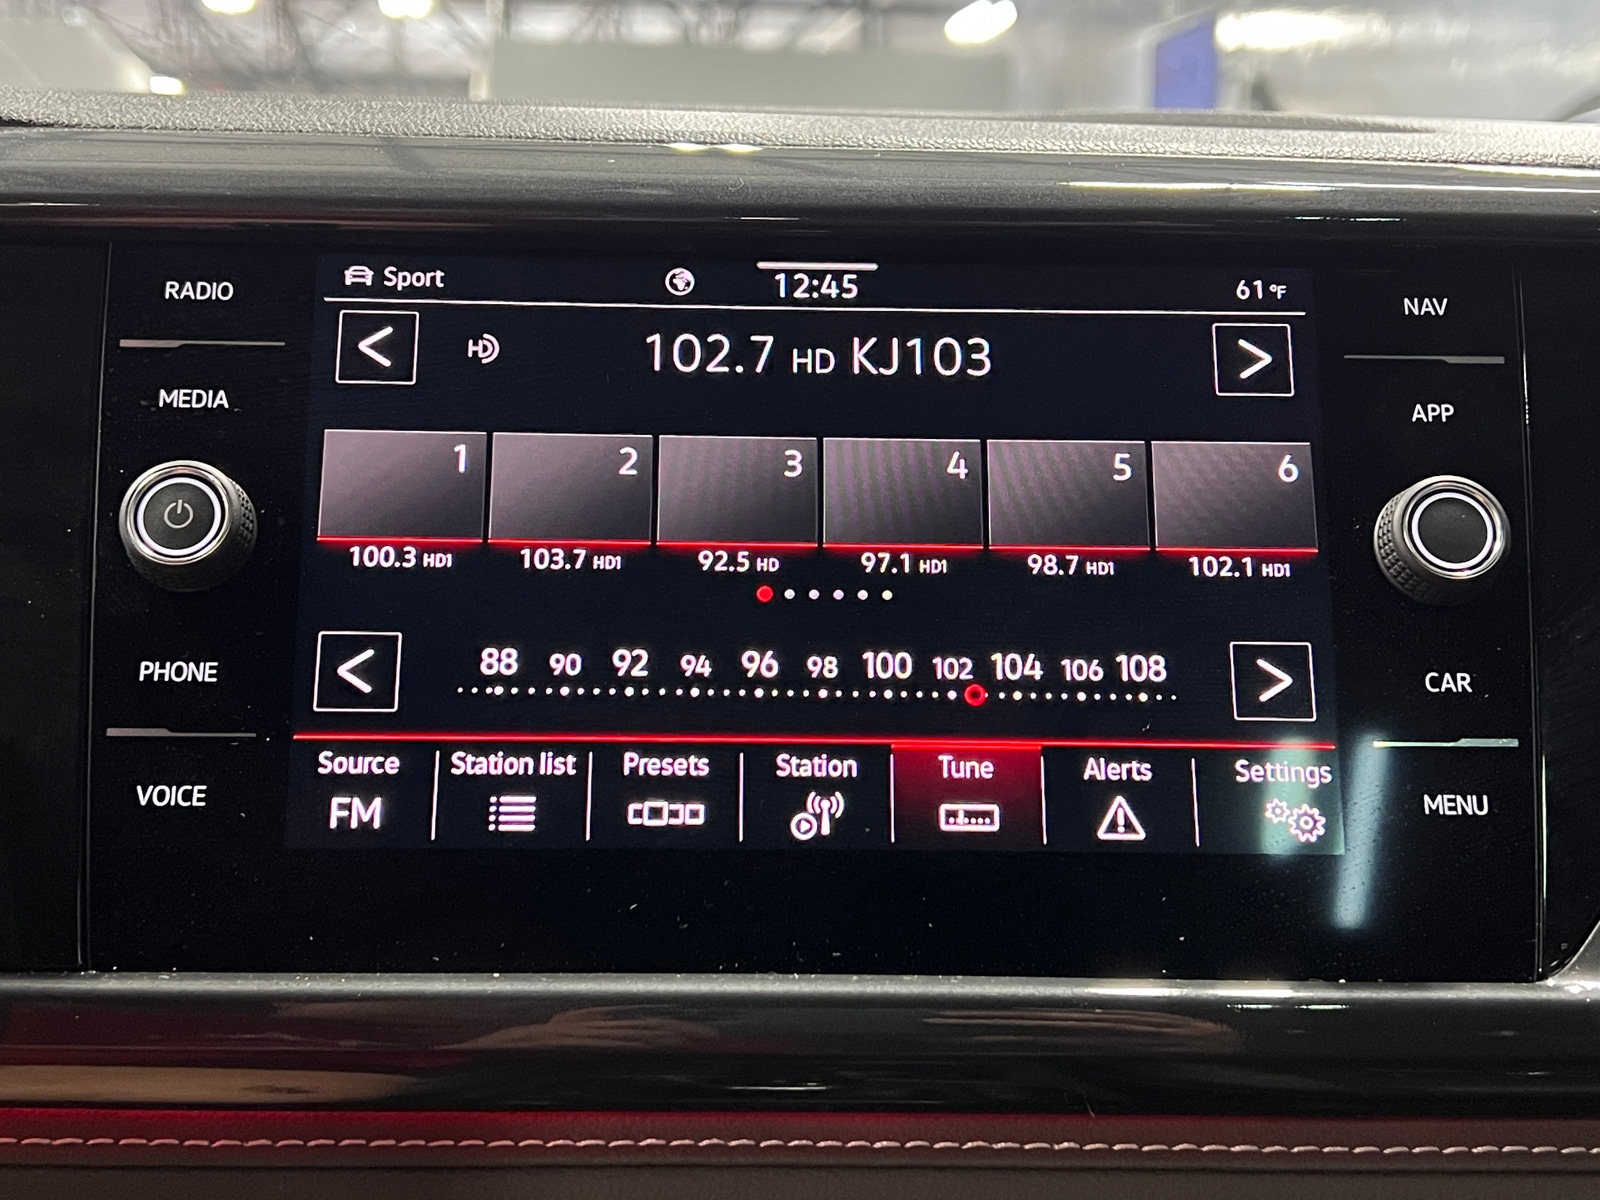 RADIO
MEDIA
PHONE
VOICE
Sport
12:45
61°F
< 102.7 HD KJ103 >
HD
1 2 3 4 5 6
100.3 HD1 103.7 HD1 92.5 HD 97.1 HD1 98.7 HD1 102.1 HD1
< 88 90 92 94 96 98 100 102 104 106 108 >
Source Station list Presets Station Tune Alerts Settings
FM
NAV
APP
CAR
MENU